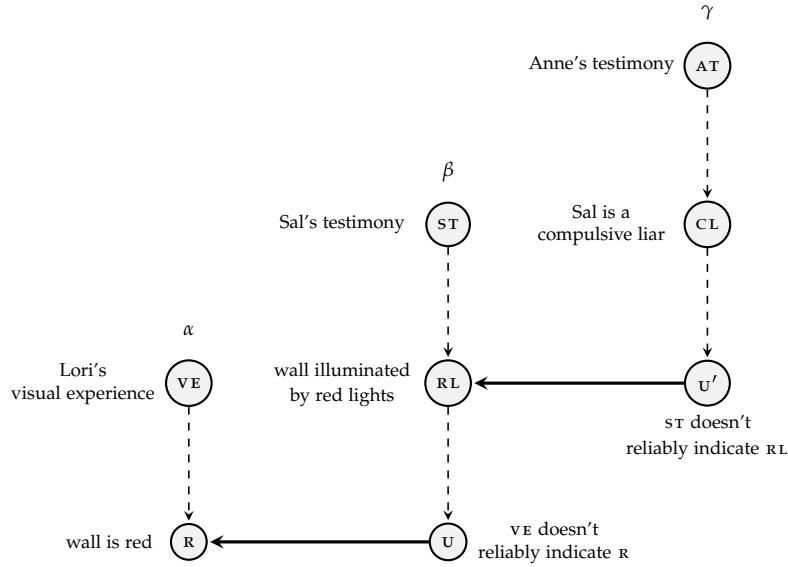 γ
Anne's testimony
AT
β
Sal's testimony
ST
Sal is a
compulsive liar
CL
α
Lori's
visual experience
VE
wall illuminated
by red lights
RL
U′
ST doesn't
reliably indicate RL
wall is red
R
U
VE doesn't
reliably indicate R